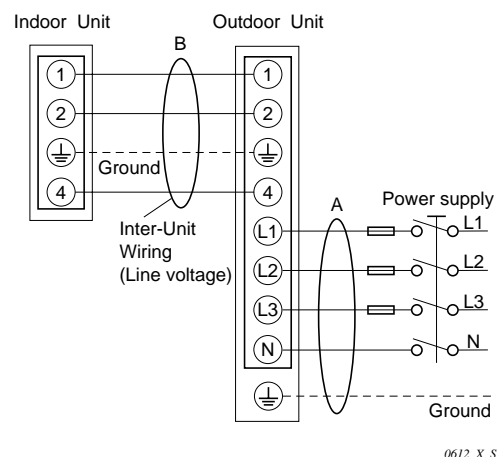 Indoor Unit
Outdoor Unit
B
1
1
2
2
Ground
4
4
Inter-Unit
Wiring
(Line voltage)
A
Power supply
L1
L1
L2
L2
L3
L3
N
N
Ground
0612_X_S